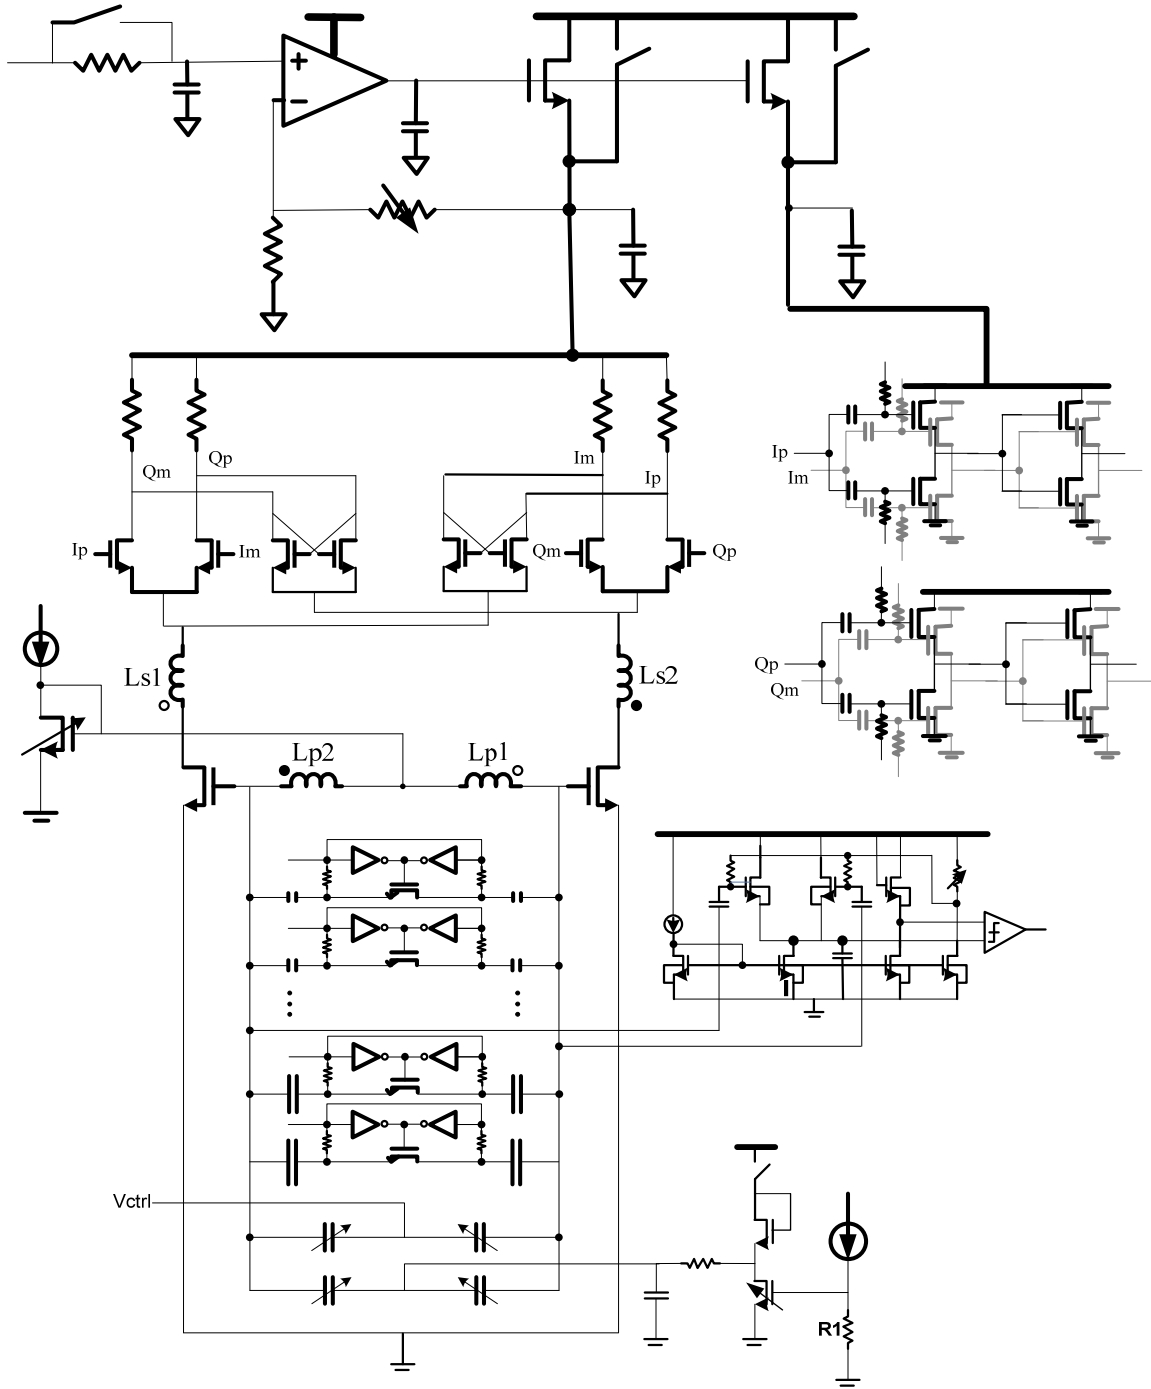 +
−
Qm Qp Im Ip
Ip Im Qm Qp
Ip
Im
Ls1 Ls2
Qp
Qm
Lp2 Lp1
Vctrl
R1